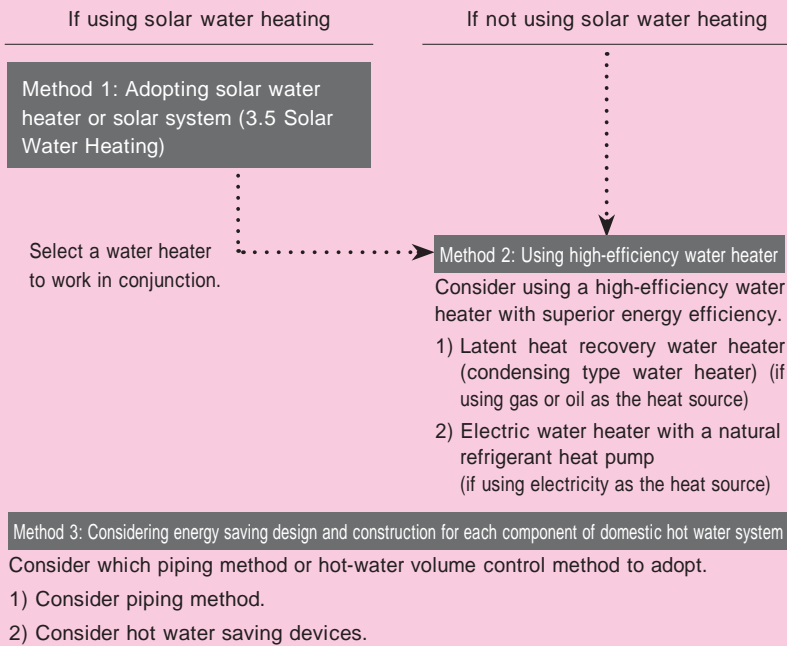 If using solar water heating
If not using solar water heating
Method 1: Adopting solar water
heater or solar system (3.5 Solar
Water Heating)
Select a water heater
to work in conjunction.
Method 2: Using high-efficiency water heater
Consider using a high-efficiency water
heater with superior energy efficiency.
1) Latent heat recovery water heater
(condensing type water heater) (if
using gas or oil as the heat source)
2) Electric water heater with a natural
refrigerant heat pump
(if using electricity as the heat source)
Method 3: Considering energy saving design and construction for each component of domestic hot water system
Consider which piping method or hot-water volume control method to adopt.
1) Consider piping method.
2) Consider hot water saving devices.